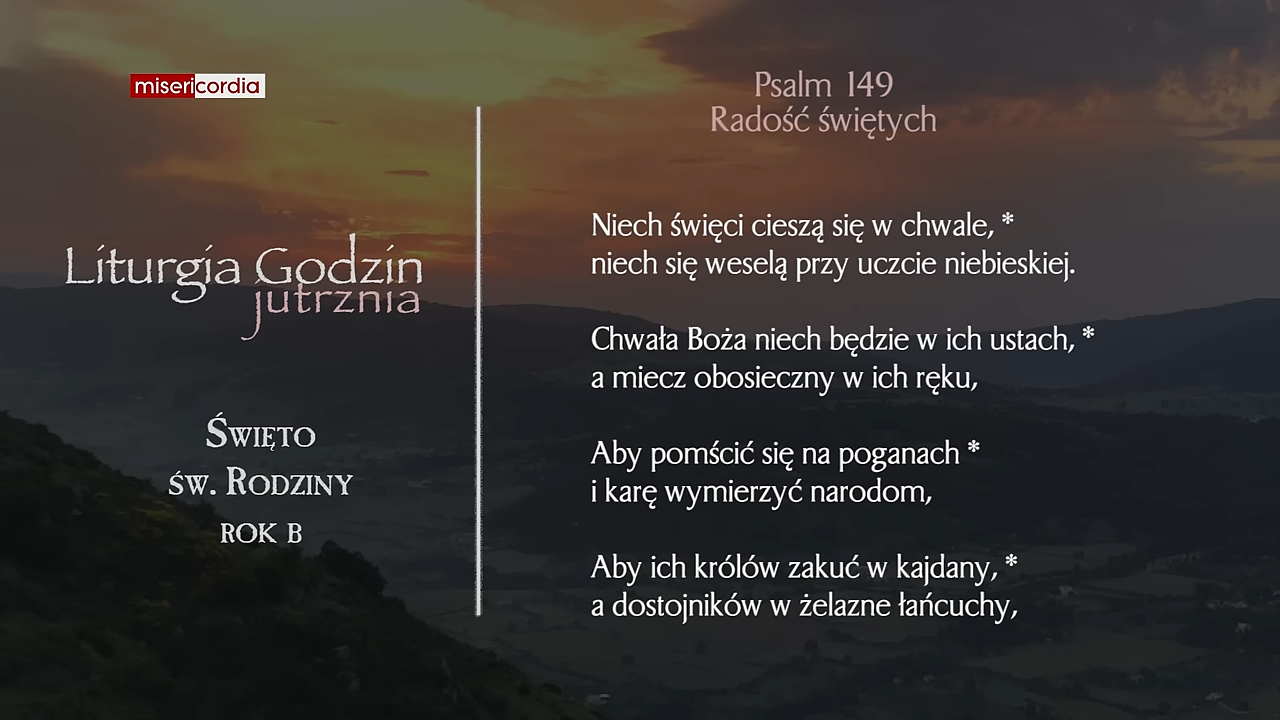 misericordia
Liturgia Godzin
jutrznia
Święto
św. Rodziny
rok B
Psalm 149
Radość świętych
Niech święci cieszą się w chwale, *
niech się weselą przy uczcie niebieskiej.
Chwała Boża niech będzie w ich ustach, *
a miecz obosieczny w ich ręku,
Aby pomścić się na poganach *
i karę wymierzyć narodom,
Aby ich królów zakuć w kajdany, *
a dostojników w żelazne łańcuchy,